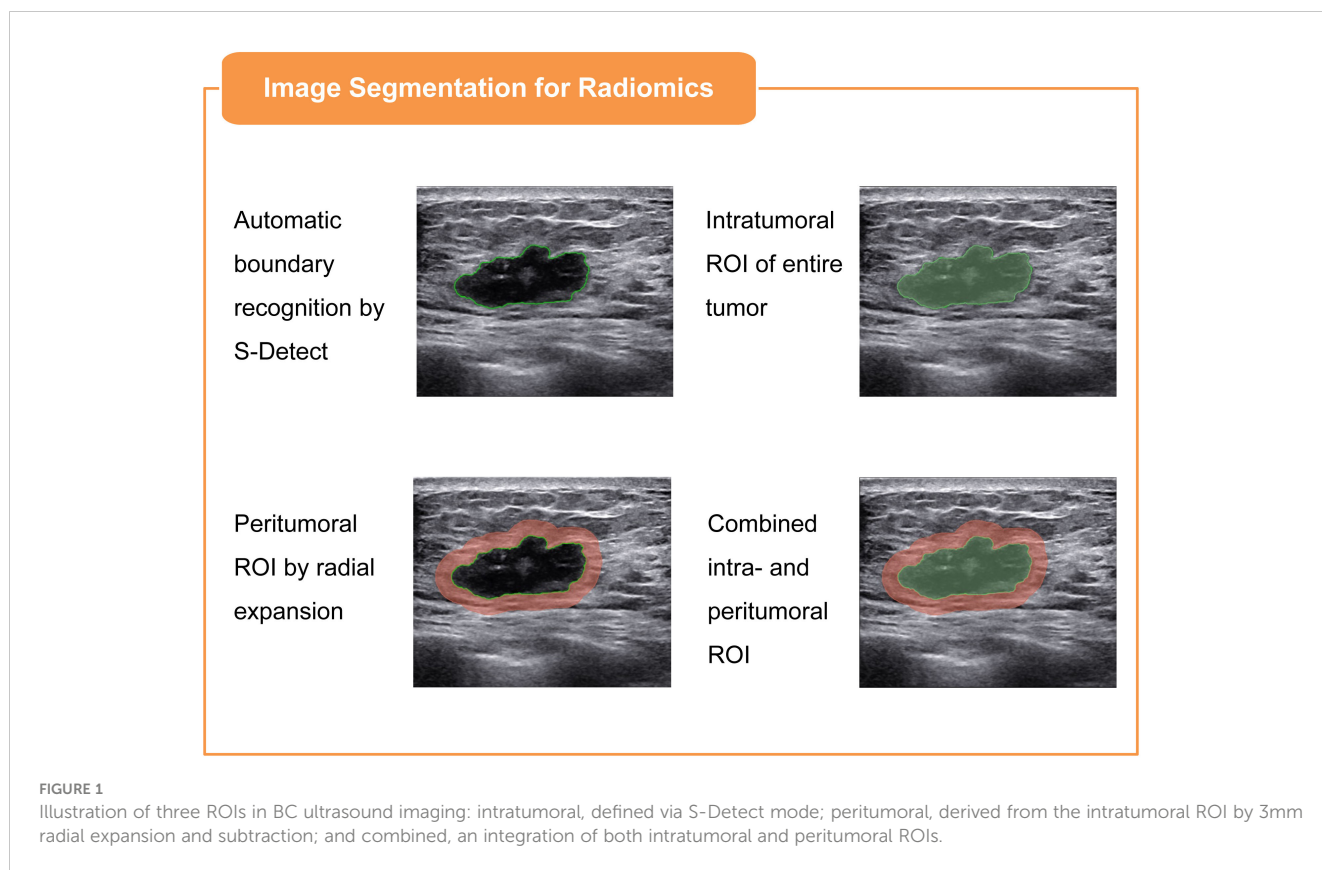 Image Segmentation for Radiomics
Automatic
boundary
recognition by
S-Detect
Intratumoral
ROI of entire
tumor
Peritumoral
ROI by radial
expansion
Combined
intra- and
peritumoral
ROI
FIGURE 1
Illustration of three ROIs in BC ultrasound imaging: intratumoral, defined via S-Detect mode; peritumoral, derived from the intratumoral ROI by 3mm
radial expansion and subtraction; and combined, an integration of both intratumoral and peritumoral ROIs.